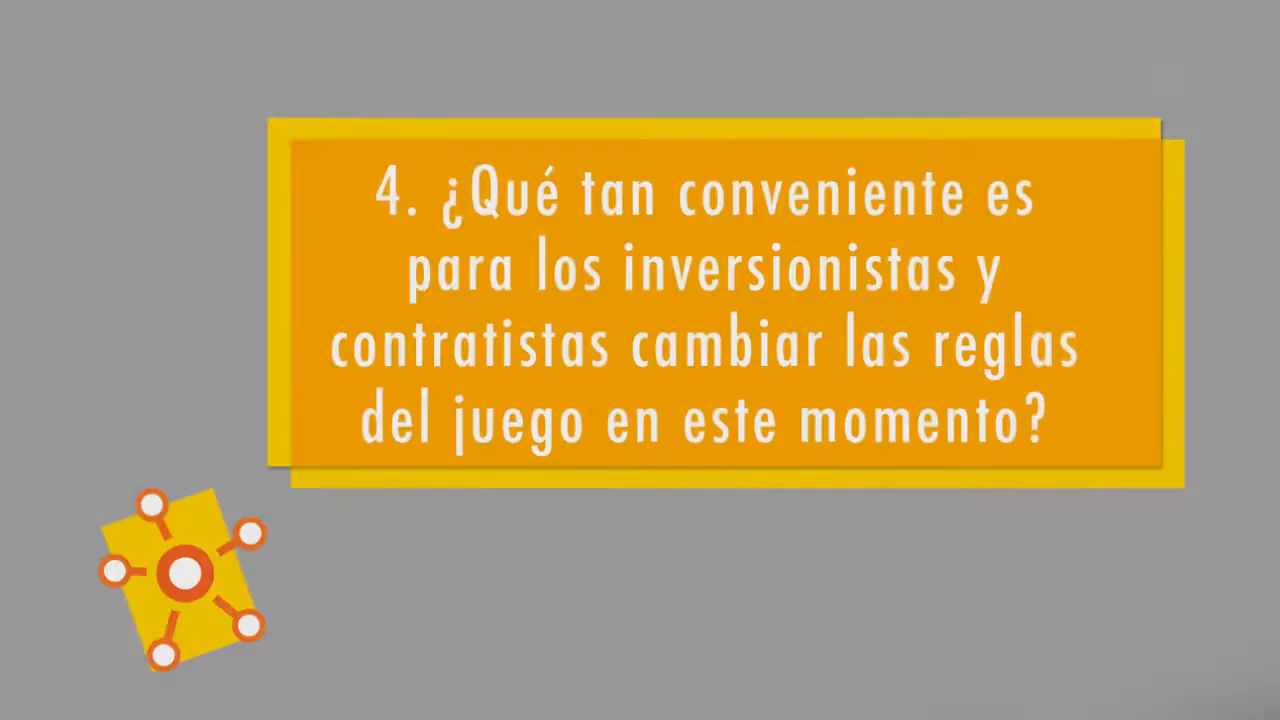 4. ¿Qué tan conveniente es
para los inversionistas y
contratistas cambiar las reglas
del juego en este momento?